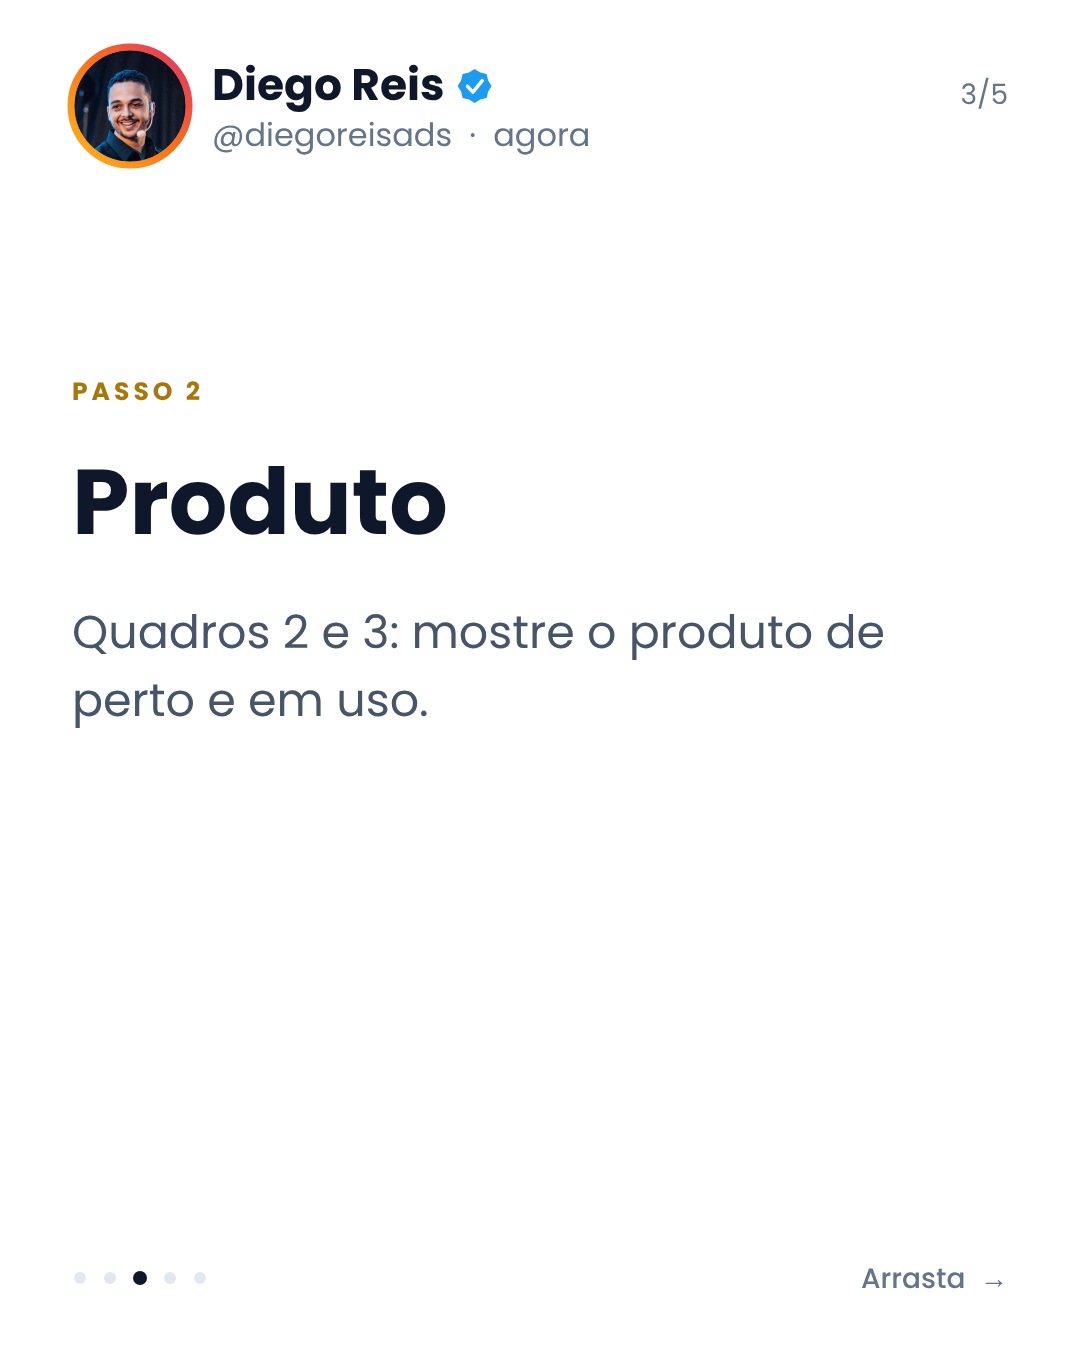 Diego Reis
@diegoreisads · agora
3/5
PASSO 2
Produto
Quadros 2 e 3: mostre o produto de
perto e em uso.
Arrasta →